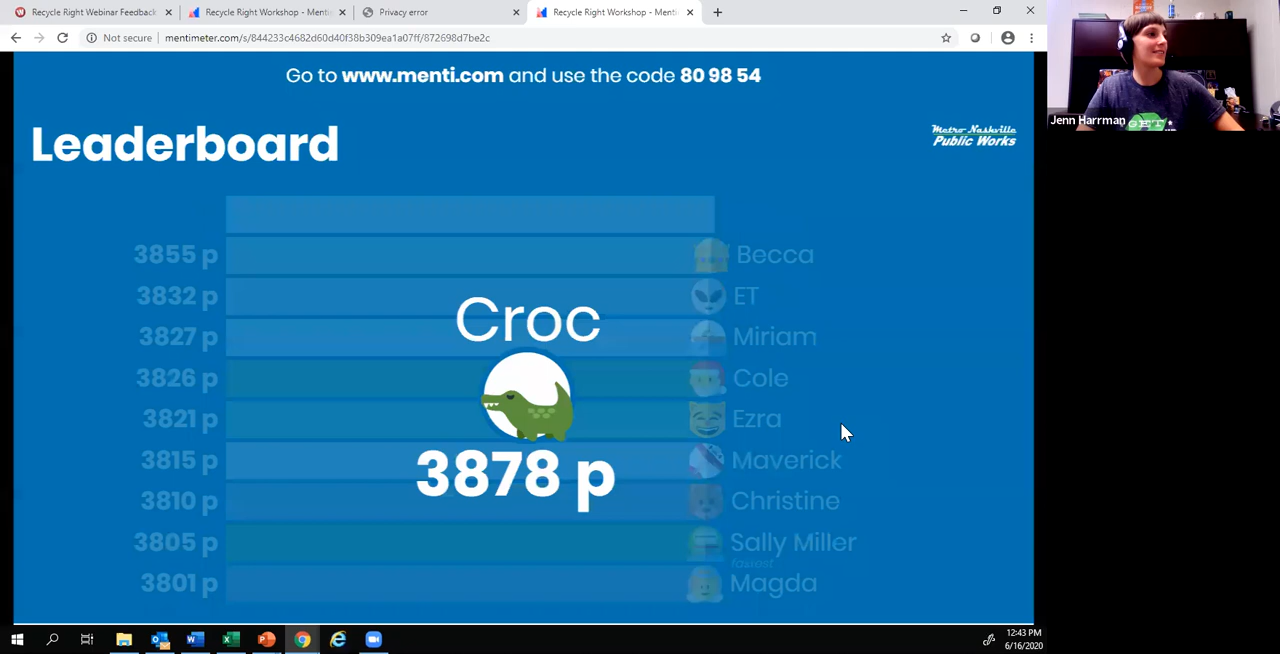 Recycle Right Webinar Feedback
Recycle Right Workshop - Menti
Privacy error
Recycle Right Workshop - Menti
Not secure
mentimeter.com/s/844233c4682d60d40f38b309ea1a07ff/872698d7be2c
Go to www.menti.com and use the code 80 98 54
Jenn Harrman
GET
Leaderboard
Metro Nashville
Public Works
3855 p Becca
3832 p ET
Croc
3827 p Miriam
3826 p Cole
3821 p Ezra
3815 p Maverick
3878 p
3810 p Christine
3805 p Sally Miller
fastest
3801 p Magda
12:43 PM
6/16/2020